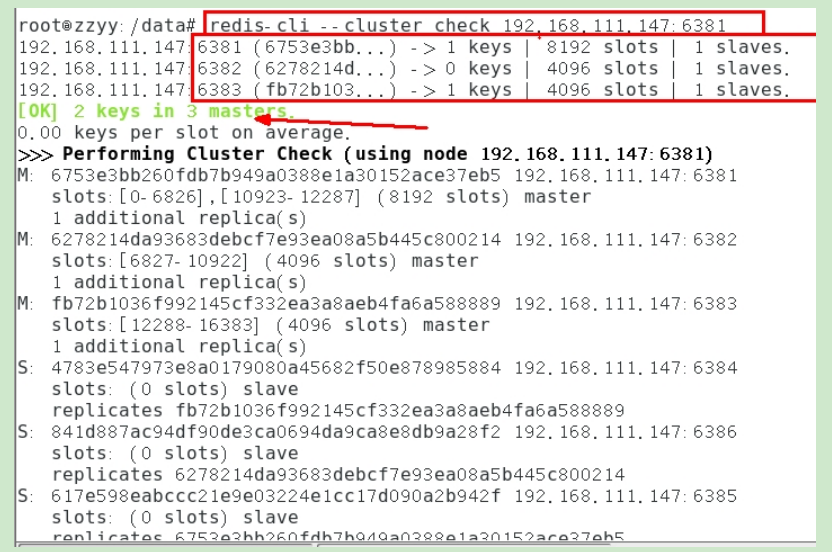 root@zzyy:/data# redis-cli --cluster check 192.168.111.147:6381
192.168.111.147:6381 (6753e3bb...) -> 1 keys | 8192 slots | 1 slaves.
192.168.111.147:6382 (6278214d...) -> 0 keys | 4096 slots | 1 slaves.
192.168.111.147:6383 (fb72b103...) -> 1 keys | 4096 slots | 1 slaves.
[OK] 2 keys in 3 masters.
0.00 keys per slot on average.
>>> Performing Cluster Check (using node 192.168.111.147:6381)
M: 6753e3bb260fdb7b949a0388e1a30152ace37eb5 192.168.111.147:6381
slots:[0-6826],[10923-12287] (8192 slots) master
1 additional replica(s)
M: 6278214da93683debcf7e93ea08a5b445c800214 192.168.111.147:6382
slots:[6827-10922] (4096 slots) master
1 additional replica(s)
M: fb72b1036f992145cf332ea3a8aeb4fa6a588889 192.168.111.147:6383
slots:[12288-16383] (4096 slots) master
1 additional replica(s)
S: 4783e547973e8a0179080a45682f50e878985884 192.168.111.147:6384
slots: (0 slots) slave
replicates fb72b1036f992145cf332ea3a8aeb4fa6a588889
S: 841d887ac94df90de3ca0694da9ca8e8db9a28f2 192.168.111.147:6386
slots: (0 slots) slave
replicates 6278214da93683debcf7e93ea08a5b445c800214
S: 617e598eabccc21e9e03224e1cc17d090a2b942f 192.168.111.147:6385
slots: (0 slots) slave
replicates 6753e3bb260fdb7b949a0388e1a30152ace37eb5